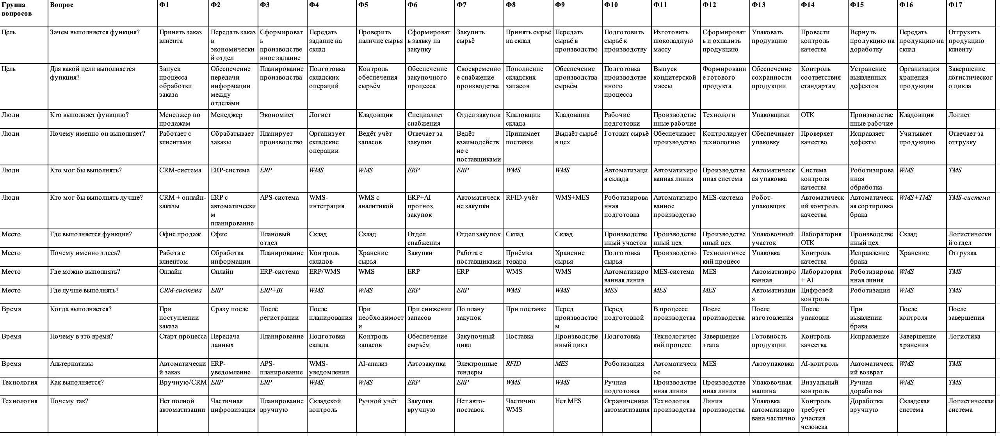 Группа вопросов | Вопрос | Ф1 | Ф2 | Ф3 | Ф4 | Ф5 | Ф6 | Ф7 | Ф8 | Ф9 | Ф10 | Ф11 | Ф12 | Ф13 | Ф14 | Ф15 | Ф16 | Ф17
Цель | Зачем выполняется функция? | Принять заказ клиента | Передать заказ в экономический отдел | Сформировать производственное задание | Передать задание на склад | Проверить наличие сырья | Сформировать заявку на закупку | Закупить сырьё | Принять сырьё на склад | Передать сырьё в производство | Подготовить сырьё к производству | Изготовить шоколадную массу | Сформировать и охладить продукцию | Упаковать продукцию | Провести контроль качества | Вернуть продукцию на доработку | Передать продукцию на склад | Отгрузить продукцию клиенту
Цель | Для какой цели выполняется функция? | Запуск процесса обработки заказа | Обеспечение передачи информации между отделами | Планирование производства | Подготовка складских операций | Контроль обеспечения сырьём | Обеспечение закупочного процесса | Своевременное снабжение производства | Пополнение складских запасов | Обеспечение производства сырьём | Подготовка производственного процесса | Выпуск кондитерской массы | Формирование готового продукта | Обеспечение сохранности продукции | Контроль соответствия стандартам | Устранение выявленных дефектов | Организация хранения продукции | Завершение логистического цикла
Люди | Кто выполняет функцию? | Менеджер по продажам | Менеджер | Экономист | Логист | Кладовщик | Специалист снабжения | Отдел закупок | Кладовщик склада | Кладовщик | Рабочие подготовки | Производственные рабочие | Технологи | Упаковщики | ОТК | Производственные рабочие | Кладовщик | Логист
Люди | Почему именно он выполняет? | Работает с клиентами | Обрабатывает заказы | Планирует производство | Организует складские операции | Ведёт учёт запасов | Отвечает за закупки | Ведёт взаимодействие с поставщиками | Принимает поставки | Выдаёт сырьё в цех | Готовит сырьё | Обеспечивает производство | Контролирует технологию | Обеспечивает упаковку | Проверяет качество | Исправляет дефекты | Учитывает продукцию | Отвечает за отгрузку
Люди | Кто мог бы выполнять? | CRM-система | ERP-система | ERP | WMS | WMS | ERP | ERP | WMS | WMS | Автоматизация склада | Автоматизированная линия | Производственная система | Автоматическая упаковка | Система контроля качества | Роботизированная обработка | WMS | TMS
Люди | Кто мог бы выполнять лучше? | CRM + онлайн-заказы | ERP с автоматическим планирование | APS-система | WMS-интеграция | WMS с аналитикой | ERP+AI прогноз закупок | Автоматические закупки | RFID-учёт | WMS+MES | Роботизированная подготовка | Автоматизированное производство | MES-система | Робот-упаковщик | Автоматический контроль качества | Автоматическая сортировка брака | WMS+TMS | TMS-система
Место | Где выполняется функция? | Офис продаж | Офис | Плановый отдел | Склад | Склад | Отдел снабжения | Отдел закупок | Склад | Склад | Производственный участок | Производственный цех | Производственный цех | Упаковочный участок | Лаборатория ОТК | Производственный цех | Склад | Логистический отдел
Место | Почему именно здесь? | Работа с клиентом | Обработка информации | Планирование | Контроль складов | Хранение сырья | Закупки | Работа с поставщиками | Приёмка товара | Хранение сырья | Подготовка сырья | Производство | Технологический процесс | Упаковка | Контроль качества | Исправление брака | Хранение | Отгрузка
Место | Где можно выполнять? | Онлайн | Онлайн | ERP-система | ERP/WMS | WMS | ERP | ERP | WMS | WMS | Автоматизированная линия | MES-система | MES | Автоматизированная | Лаборатория + AI | Роботизированная линия | WMS | TMS
Место | Где лучше выполнять? | CRM-система | ERP | ERP+BI | WMS | WMS | ERP | ERP | WMS | WMS | MES | MES | MES | Автоматизация | Цифровой контроль | Роботизация | WMS | TMS
Время | Когда выполняется? | При поступлении заказа | Сразу после | После регистрации | После планирования | При необходимости | При снижении запасов | По плану закупок | При поставке | Перед производством | Перед подготовкой | В процессе производства | После производства | После изготовления | После упаковки | При выявлении брака | После контроля | После завершения
Время | Почему в это время? | Старт процесса | Передача данных | Планирование | Подготовка склада | Контроль запасов | Обеспечение сырьём | Закупочный цикл | Поставка | Производственный цикл | Подготовка | Технологический процесс | Завершение этапа | Готовность продукции | Контроль качества | Исправление | Завершение хранения | Логистика
Время | Альтернативы | Автоматический заказ | ERP-уведомление | APS-планирование | WMS-уведомления | AI-анализ | Автозакупка | Электронные тендеры | RFID | MES | Роботизация | Автоматическое | MES | Автоупаковка | AI-контроль | Автоматический возврат | WMS | TMS
Технология | Как выполняется? | Вручную/CRM | ERP | ERP | WMS | WMS | ERP | ERP | WMS | WMS | Ручная подготовка | Производственная линия | Производственная линия | Упаковочная машина | Визуальный контроль | Ручная доработка | WMS | TMS
Технология | Почему так? | Нет полной автоматизации | Частичная цифровизация | Планирование вручную | Складской контроль | Ручной учёт | Закупки вручную | Нет авто-поставок | Частично WMS | Нет MES | Ограниченная автоматизация | Технология производства | Линия производства | Упаковка автоматизирована частично | Контроль требует участия человека | Доработка вручную | Складская система | Логистическая система